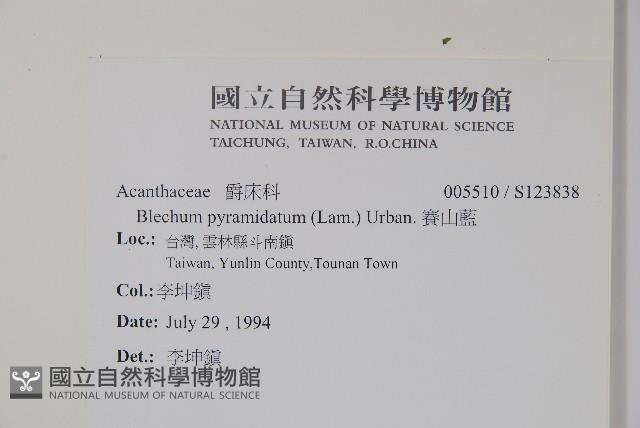 國立自然科學博物館
NATIONAL MUSEUM OF NATURAL SCIENCE
TAICHUNG, TAIWAN, R.O.CHINA
Acanthaceae 爵床科 005510 / S123838
Blechum pyramidatum (Lam.) Urban. 賽山藍
Loc.: 台灣, 雲林縣斗南鎮
Taiwan, Yunlin County,Tounan Town
Col.: 李坤鎭
Date: July 29 , 1994
Det.: 李坤鎭
國立自然科學博物館
NATIONAL MUSEUM OF NATURAL SCIENCE